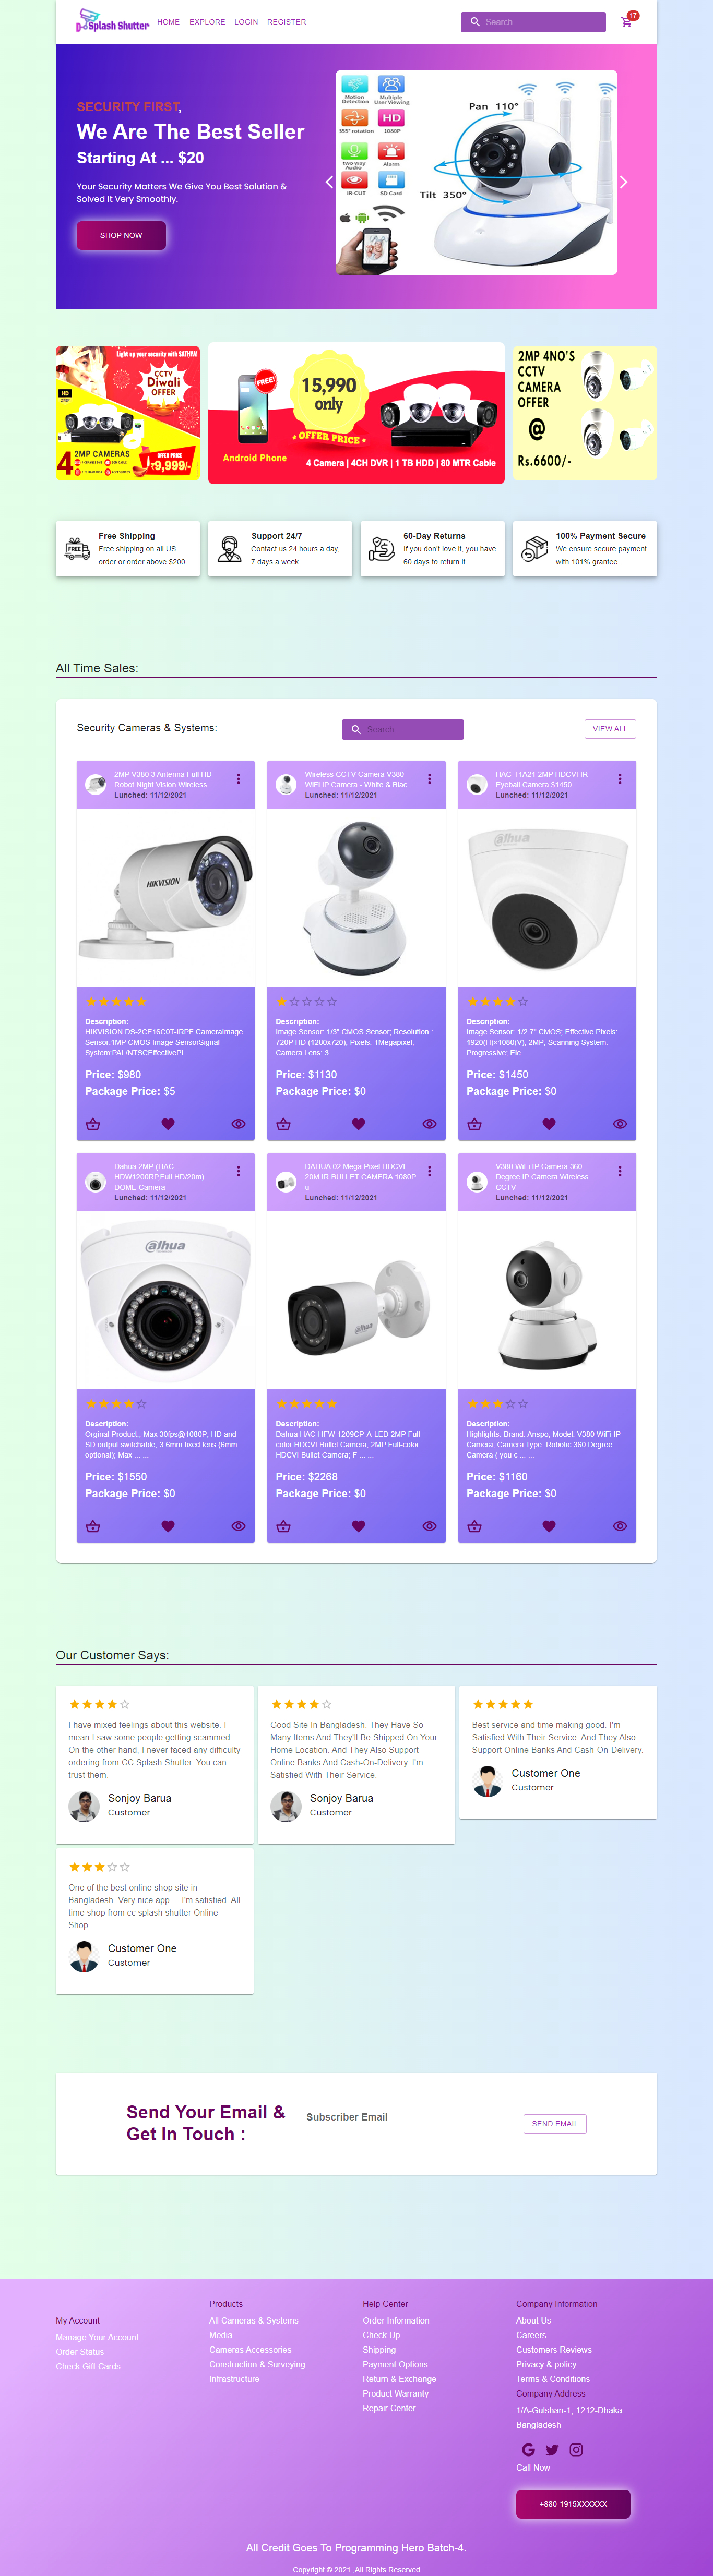 Splash Shutter
HOME EXPLORE LOGIN REGISTER
Search...
17
SECURITY FIRST,
We Are The Best Seller
Starting At ... $20
Your Security Matters We Give You Best Solution &
Solved It Very Smoothly.
SHOP NOW
Motion Detection
Multiple User Viewing
355° rotation
HD
1080P
two-way Audio
Alarms
IR-CUT
SD-Card
Pan 110°
Tilt 350°
Light up your security with SATHYA!
CCTV
Diwali
OFFER
HD
4 2MP CAMERAS
OFFER PRICE
₹9,999/-
FREE!
Android Phone
15,990
only
OFFER PRICE
4 Camera | 4CH DVR | 1 TB HDD | 80 MTR Cable
2MP 4NO'S
CCTV
CAMERA
OFFER
@
Rs.6600/-
FREE
Free Shipping
Free shipping on all US
order or order above $200.
Support 24/7
Contact us 24 hours a day,
7 days a week.
60-Day Returns
If you don't love it, you have
60 days to return it.
100% Payment Secure
We ensure secure payment
with 101% grantee.
All Time Sales:
Security Cameras & Systems:
Search...
VIEW ALL
2MP V380 3 Antenna Full HD
Robot Night Vision Wireless
Lunched: 11/12/2021
HIKVISION
Description:
HIKVISION DS-2CE16C0T-IRPF CameraImage
Sensor:1MP CMOS Image SensorSignal
System:PAL/NTSCEffectivePi ... ...
Price: $980
Package Price: $5
Wireless CCTV Camera V380
WiFi IP Camera - White & Blac
Lunched: 11/12/2021
Description:
Image Sensor: 1/3" CMOS Sensor; Resolution :
720P HD (1280x720); Pixels: 1Megapixel;
Camera Lens: 3. ... ...
Price: $1130
Package Price: $0
HAC-T1A21 2MP HDCVI IR
Eyeball Camera $1450
Lunched: 11/12/2021
alhua
Description:
Image Sensor: 1/2.7" CMOS; Effective Pixels:
1920(H)×1080(V), 2MP; Scanning System:
Progressive; Ele ... ...
Price: $1450
Package Price: $0
Dahua 2MP (HAC-
HDW1200RP,Full HD/20m)
DOME Camera
Lunched: 11/12/2021
alhua
Description:
Orginal Product.; Max 30fps@1080P; HD and
SD output switchable; 3.6mm fixed lens (6mm
optional); Max ... ...
Price: $1550
Package Price: $0
DAHUA 02 Mega Pixel HDCVI
20M IR BULLET CAMERA 1080P
u
Lunched: 11/12/2021
alhua
Description:
Dahua HAC-HFW-1209CP-A-LED 2MP Full-
color HDCVI Bullet Camera; 2MP Full-color
HDCVI Bullet Camera; F ... ...
Price: $2268
Package Price: $0
V380 WiFi IP Camera 360
Degree IP Camera Wireless
CCTV
Lunched: 11/12/2021
Description:
Highlights: Brand: Anspo; Model: V380 WiFi IP
Camera; Camera Type: Robotic 360 Degree
Camera ( you c ... ...
Price: $1160
Package Price: $0
Our Customer Says:
I have mixed feelings about this website. I
mean I saw some people getting scammed.
On the other hand, I never faced any difficulty
ordering from CC Splash Shutter. You can
trust them.
Sonjoy Barua
Customer
Good Site In Bangladesh. They Have So
Many Items And They'll Be Shipped On Your
Home Location. And They Also Support
Online Banks And Cash-On-Delivery. I'm
Satisfied With Their Service.
Sonjoy Barua
Customer
Best service and time making good. I'm
Satisfied With Their Service. And They Also
Support Online Banks And Cash-On-Delivery.
Customer One
Customer
One of the best online shop site in
Bangladesh. Very nice app ....I'm satisfied. All
time shop from cc splash shutter Online
Shop.
Customer One
Customer
Send Your Email &
Get In Touch :
Subscriber Email
SEND EMAIL
My Account
Manage Your Account
Order Status
Check Gift Cards
Products
All Cameras & Systems
Media
Cameras Accessories
Construction & Surveying
Infrastructure
Help Center
Order Information
Check Up
Shipping
Payment Options
Return & Exchange
Product Warranty
Repair Center
Company Information
About Us
Careers
Customers Reviews
Privacy & policy
Terms & Conditions
Company Address
1/A-Gulshan-1, 1212-Dhaka
Bangladesh
Call Now
+880-1915XXXXXX
All Credit Goes To Programming Hero Batch-4.
Copyright © 2021 ,All Rights Reserved